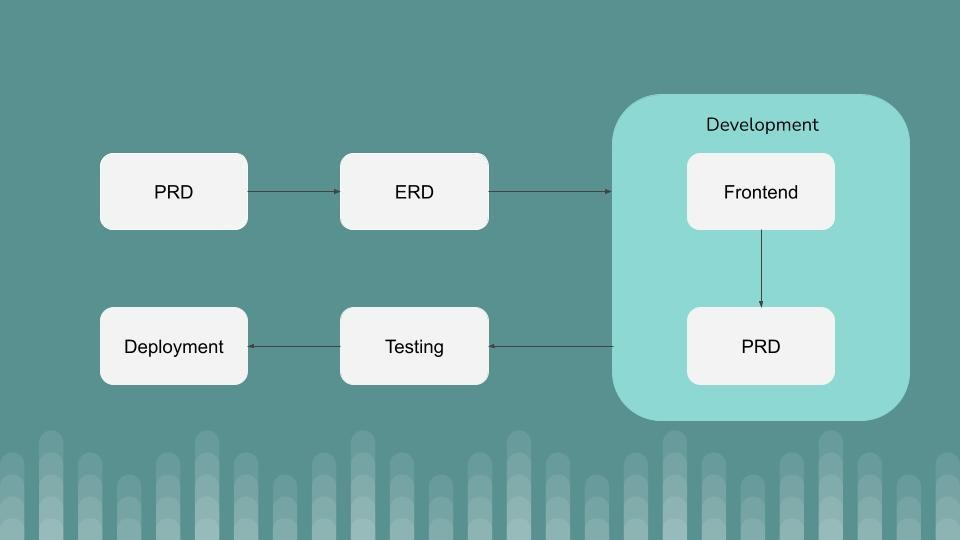 Development
PRD
ERD
Frontend
Deployment
Testing
PRD